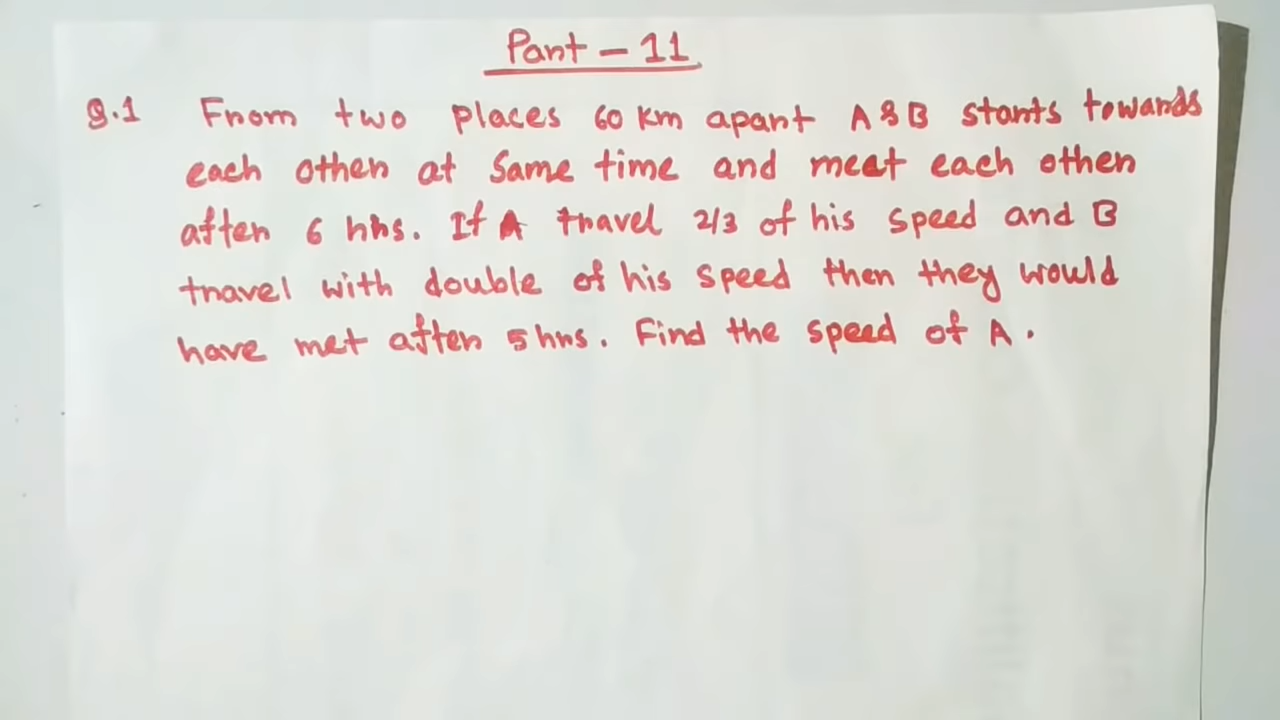 Part - 11
Q.1 From two places 60 km apart A & B starts towards
each other at same time and meat each other
after 6 hrs. If A travel 2/3 of his speed and B
travel with double of his speed then they would
have met after 5 hrs. Find the speed of A.